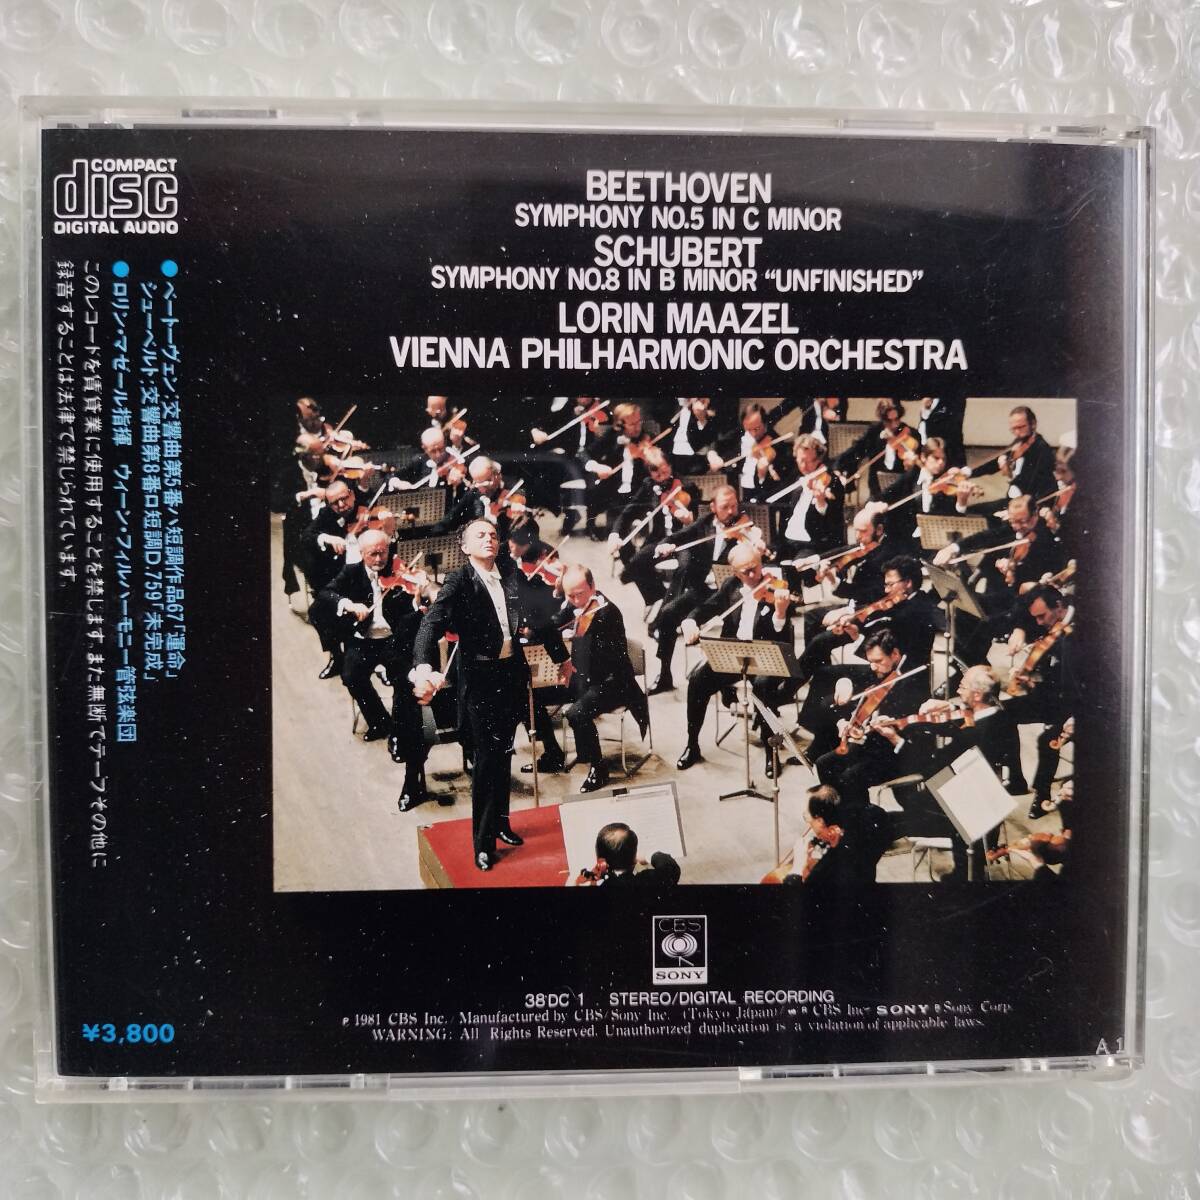 COMPACT
disc
DIGITAL AUDIO
BEETHOVEN
SYMPHONY NO.5 IN C MINOR
SCHUBERT
SYMPHONY NO.8 IN B MINOR “UNFINISHED”
LORIN MAAZEL
VIENNA PHILHARMONIC ORCHESTRA
●ベートーヴェン:交響曲第5番ハ短調作品67「運命」
シューベルト:交響曲第8番ロ短調D.759「未完成」
●ロリン・マゼール指揮 ウィーン・フィルハーモニー管弦楽団
このレコードを賃貸業に使用することを禁じます。また無断でテープその他に
録音することは法律で禁じられています。
CBS
SONY
38DC 1 STEREO/DIGITAL RECORDING
℗ 1981 CBS Inc./Manufactured by CBS/Sony Inc. (Tokyo Japan)/ ® CBS Inc. SONY ® Sony Corp.
WARNING: All Rights Reserved. Unauthorized duplication is a violation of applicable laws.
¥3,800
A 1